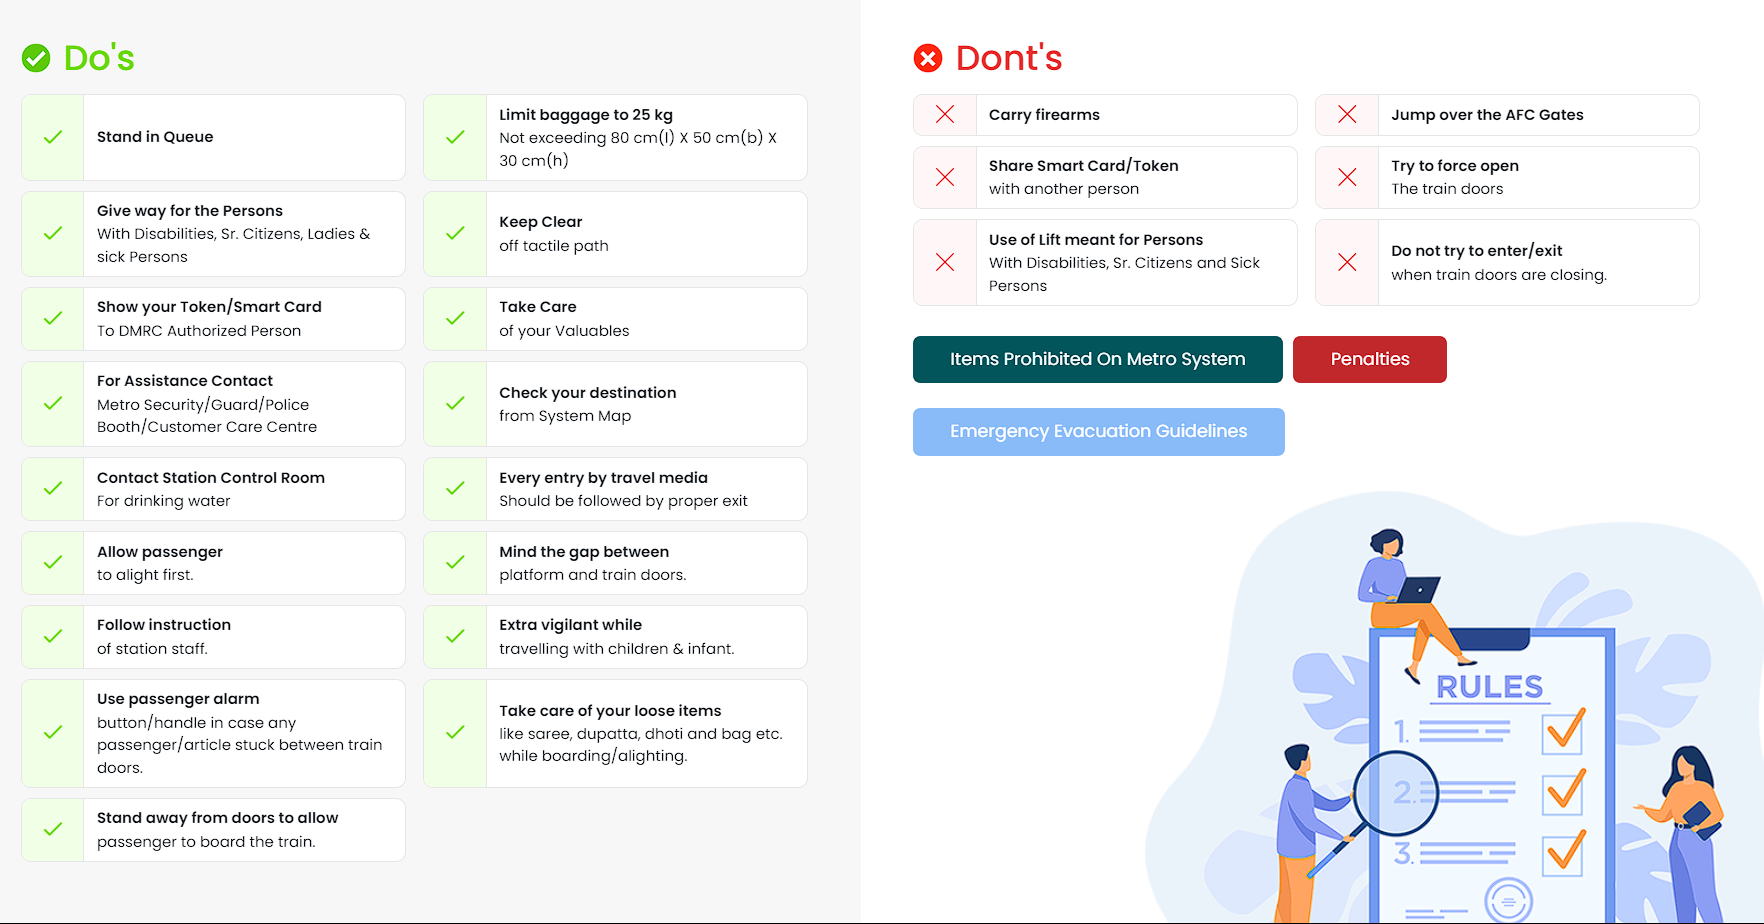 Do's
Stand in Queue
Limit baggage to 25 kg
Not exceeding 80 cm(l) X 50 cm(b) X
30 cm(h)
Give way for the Persons
With Disabilities, Sr. Citizens, Ladies &
sick Persons
Keep Clear
off tactile path
Show your Token/Smart Card
To DMRC Authorized Person
Take Care
of your Valuables
For Assistance Contact
Metro Security/Guard/Police
Booth/Customer Care Centre
Check your destination
from System Map
Contact Station Control Room
For drinking water
Every entry by travel media
Should be followed by proper exit
Allow passenger
to alight first.
Mind the gap between
platform and train doors.
Follow instruction
of station staff.
Extra vigilant while
travelling with children & infant.
Use passenger alarm
button/handle in case any
passenger/article stuck between train
doors.
Take care of your loose items
like saree, dupatta, dhoti and bag etc.
while boarding/alighting.
Stand away from doors to allow
passenger to board the train.
Dont's
Carry firearms
Jump over the AFC Gates
Share Smart Card/Token
with another person
Try to force open
The train doors
Use of Lift meant for Persons
With Disabilities, Sr. Citizens and Sick
Persons
Do not try to enter/exit
when train doors are closing.
Items Prohibited On Metro System
Penalties
Emergency Evacuation Guidelines
RULES
1.
2.
3.